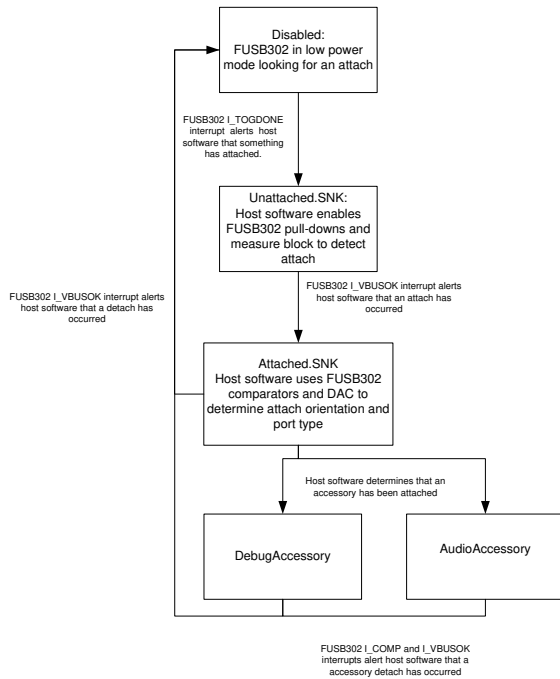 Disabled:
FUSB302 in low power
mode looking for an attach
FUSB302 I_TOGDONE
interrupt alerts host
software that something
has attached.
Unattached.SNK:
Host software enables
FUSB302 pull-downs and
measure block to detect
attach
FUSB302 I_VBUSOK interrupt alerts
host software that a detach has
occurred
FUSB302 I_VBUSOK interrupt alerts
host software that an attach has
occurred
Attached.SNK
Host software uses FUSB302
comparators and DAC to
determine attach orientation and
port type
Host software determines that an
accessory has been attached
DebugAccessory
AudioAccessory
FUSB302 I_COMP and I_VBUSOK
interrupts alert host software that a
accessory detach has occurred